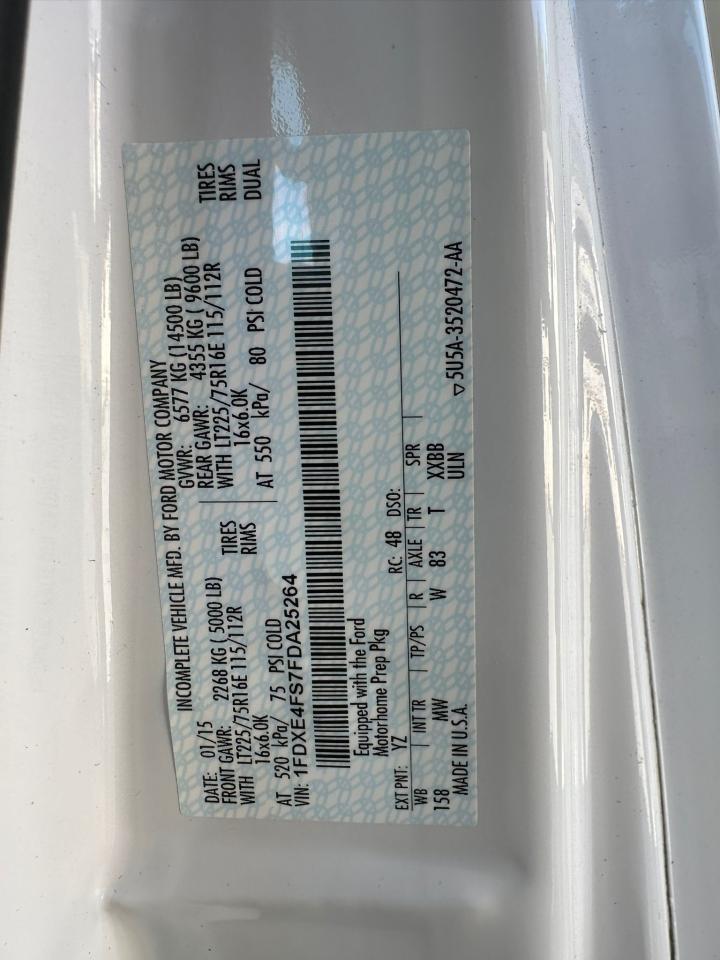 INCOMPLETE VEHICLE MFD. BY FORD MOTOR COMPANY
DATE: 01/15 GVWR: 6577 KG (14500 LB)
FRONT GAWR: 2268 KG ( 5000 LB) REAR GAWR: 4355 KG ( 9600 LB)
WITH LT225/75R16E 115/112R TIRES WITH LT225/75R16E 115/112R TIRES
16x6.0K RIMS 16x6.0K RIMS
AT 520 kPa/ 75 PSI COLD AT 550 kPa/ 80 PSI COLD DUAL
VIN: 1FDXE4FS7FDA25264
Equipped with the Ford
Motorhome Prep Pkg
EXT PNT: YZ RC: 48 DSO:
WB INT TR TP/PS R AXLE TR SPR
158 MW W 83 T XXBB
MADE IN U.S.A. ULN
▽5U5A-3520472-AA